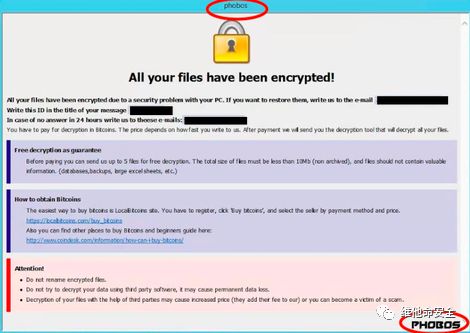 phobos
All your files have been encrypted!
All your files have been encrypted due to a security problem with your PC. If you want to restore them, write us to the e-mail
Write this ID in the title of your message
In case of no answer in 24 hours write us to theese e-mails:
You have to pay for decryption in Bitcoins. The price depends on how fast you write to us. After payment we will send you the decryption tool that will decrypt all your files.
Free decryption as guarantee
Before paying you can send us up to 5 files for free decryption. The total size of files must be less than 10Mb (non archived), and files should not contain valuable
information. (databases,backups, large excel sheets, etc.)
How to obtain Bitcoins
The easiest way to buy bitcoins is LocalBitcoins site. You have to register, click 'Buy bitcoins', and select the seller by payment method and price.
https://localbitcoins.com/buy_bitcoins
Also you can find other places to buy Bitcoins and beginners guide here:
http://www.coindesk.com/information/how-can-i-buy-bitcoins/
Attention!
Do not rename encrypted files.
Do not try to decrypt your data using third party software, it may cause permanent data loss.
Decryption of your files with the help of third parties may cause increased price (they add their fee to our) or you can become a victim of a scam.
维他命安全
PHOBOS